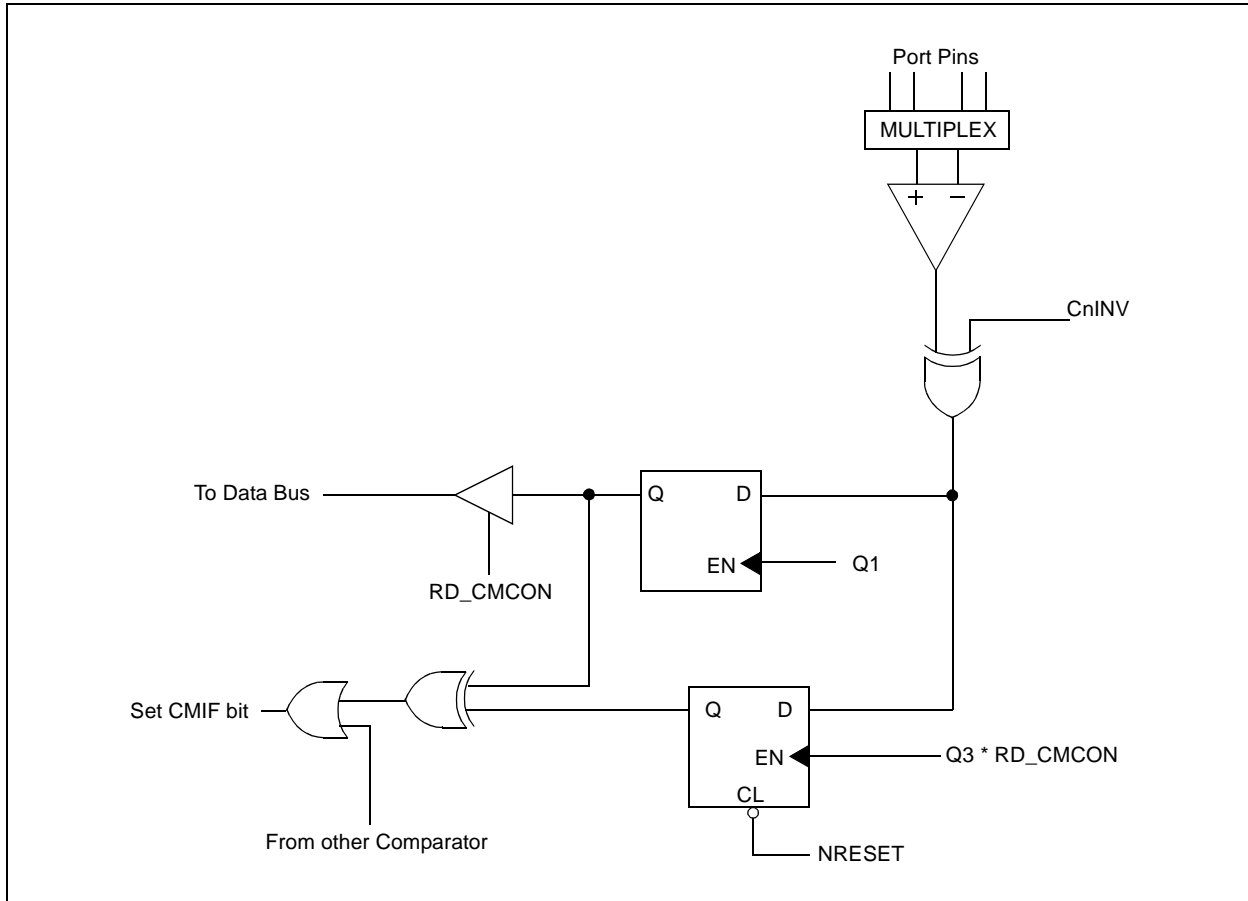 Port Pins
MULTIPLEX
+ −
CnINV
To Data Bus
Q D
EN
Q1
RD_CMCON
Set CMIF bit
Q D
EN
Q3 * RD_CMCON
CL
From other Comparator
NRESET